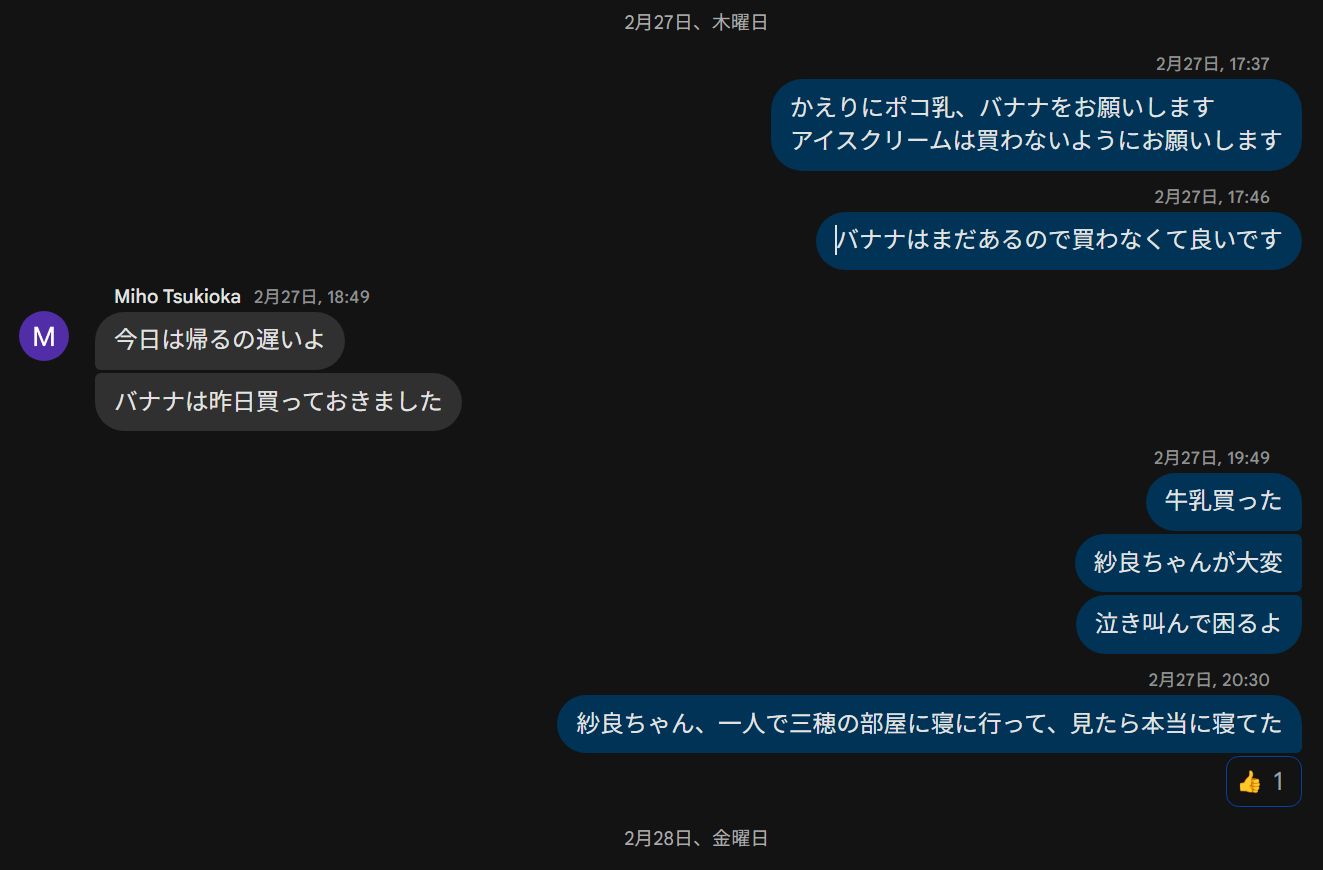 2月27日、木曜日
2月27日, 17:37
かえりにポコ乳、バナナをお願いします
アイスクリームは買わないようにお願いします
2月27日, 17:46
バナナはまだあるので買わなくて良いです
Miho Tsukioka 2月27日, 18:49
M
今日は帰るの遅いよ
バナナは昨日買っておきました
2月27日, 19:49
牛乳買った
紗良ちゃんが大変
泣き叫んで困るよ
2月27日, 20:30
紗良ちゃん、一人で三穂の部屋に寝に行って、見たら本当に寝てた
👍 1
2月28日、金曜日